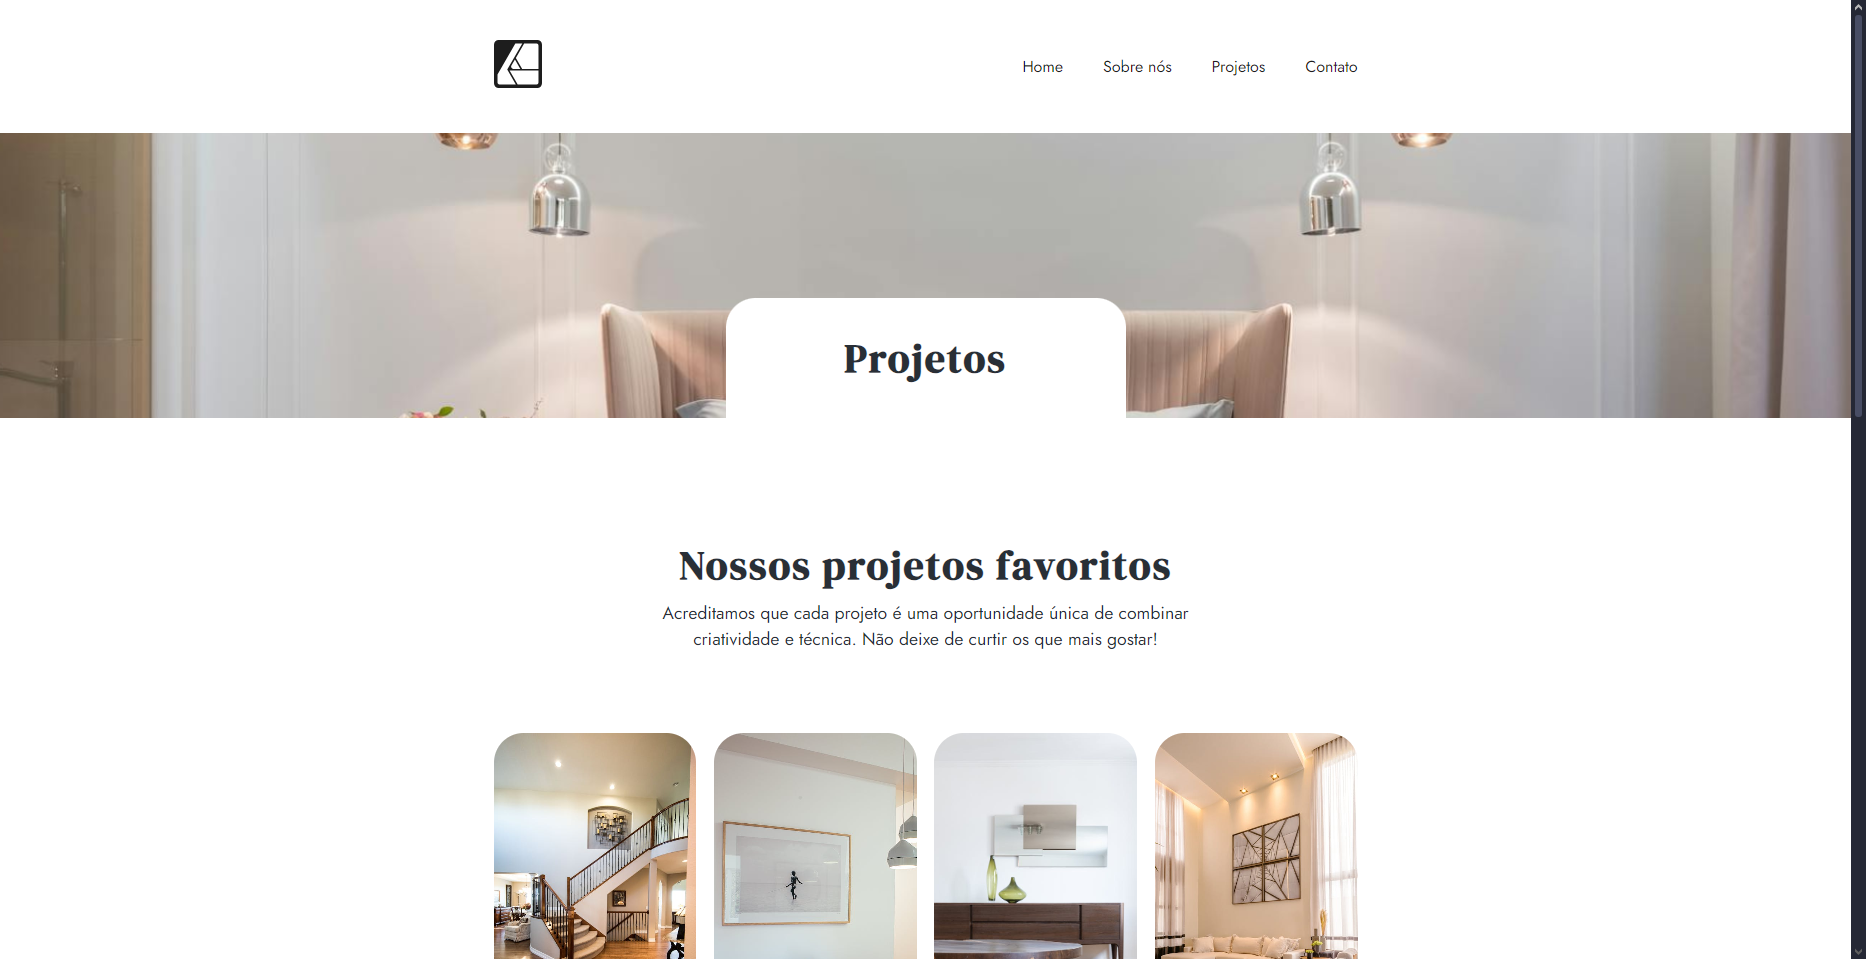 Home
Sobre nós
Projetos
Contato
Projetos
Nossos projetos favoritos
Acreditamos que cada projeto é uma oportunidade única de combinar
criatividade e técnica. Não deixe de curtir os que mais gostar!